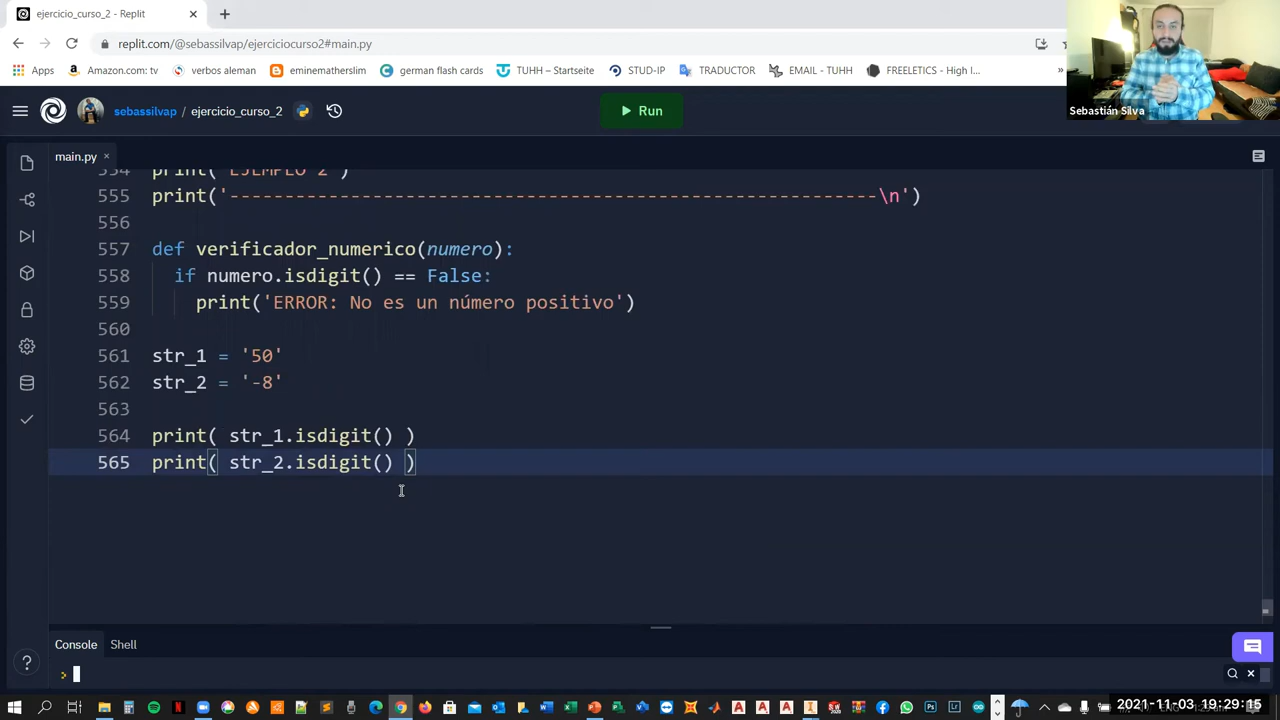 ejercicio_curso_2 - Replit
replit.com/@sebassilvap/ejerciciocurso2#main.py
Apps Amazon.com: tv verbos aleman eminematherslim german flash cards TUHH – Startseite STUD-IP TRADUCTOR EMAIL - TUHH FREELETICS - High I... »
Sebastián Silva
sebassilvap / ejercicio_curso_2
Run
main.py
554 print('EJEMPLO 2')
555 print('-----------------------------------------------------------\n')
556
557 def verificador_numerico(numero):
558 if numero.isdigit() == False:
559 print('ERROR: No es un número positivo')
560
561 str_1 = '50'
562 str_2 = '-8'
563
564 print( str_1.isdigit() )
565 print( str_2.isdigit() )
Console Shell
>
2021-11-03 19:29:15